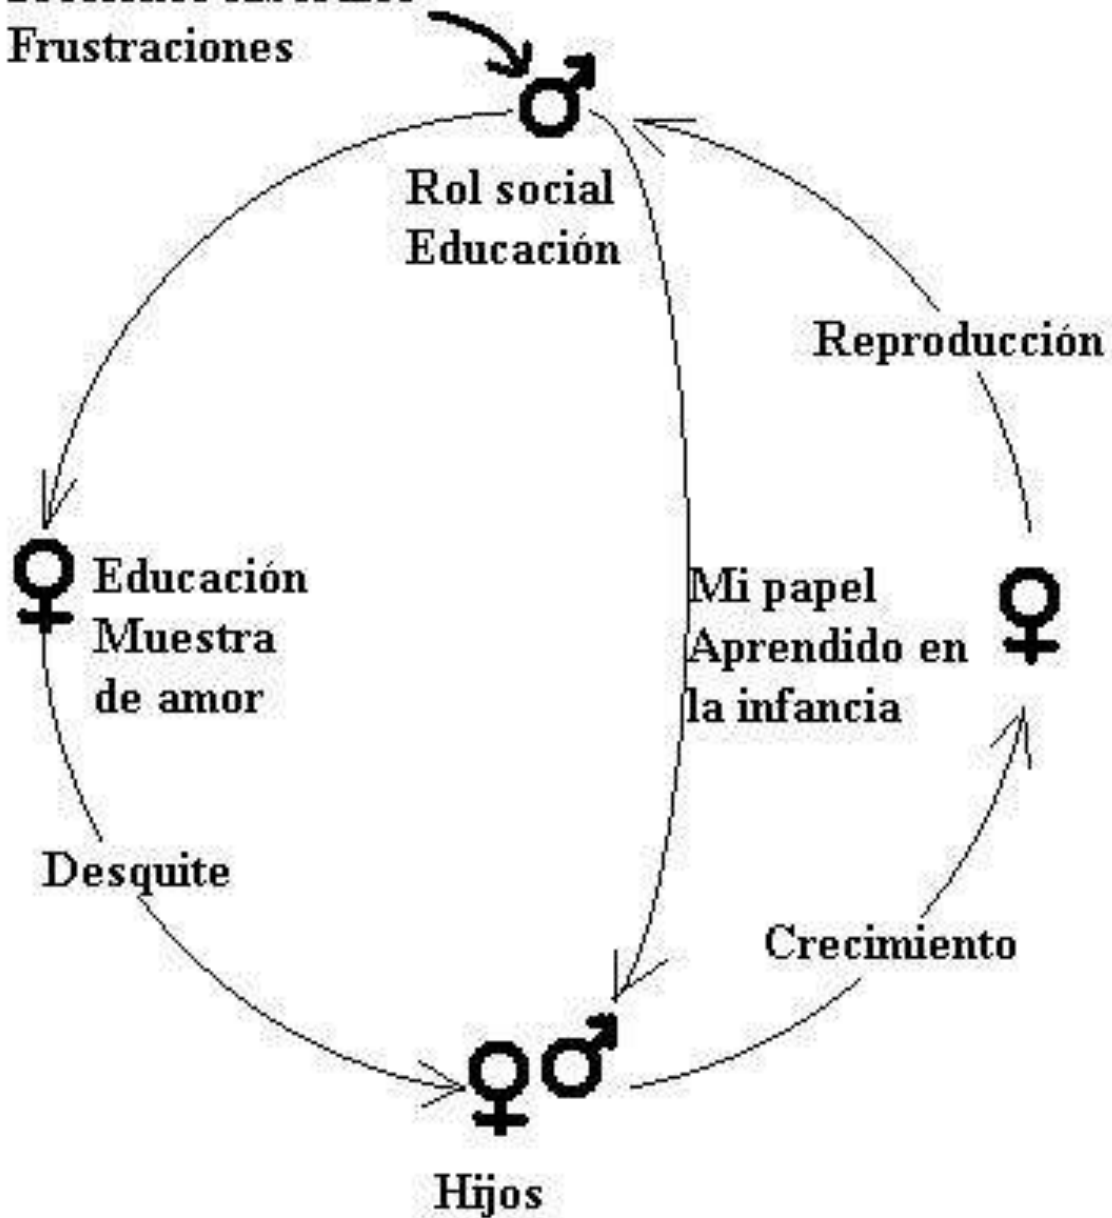 Frustraciones
Rol social
Educación
Reproducción
Educación
Muestra
de amor
Mi papel
Aprendido en
la infancia
Desquite
Crecimiento
Hijos